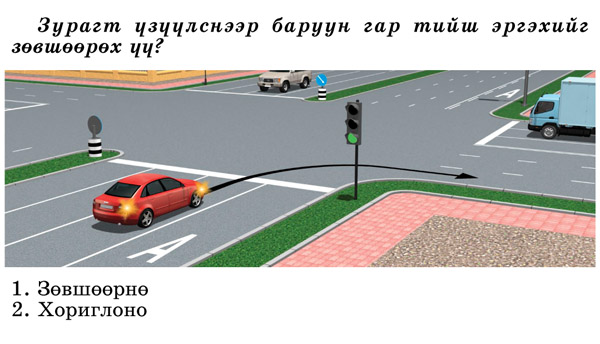 Зурагт үзүүлснээр баруун гар тийш эргэхийг
зөвшөөрөх үү?
А
А
1. Зөвшөөрнө
2. Хориглоно